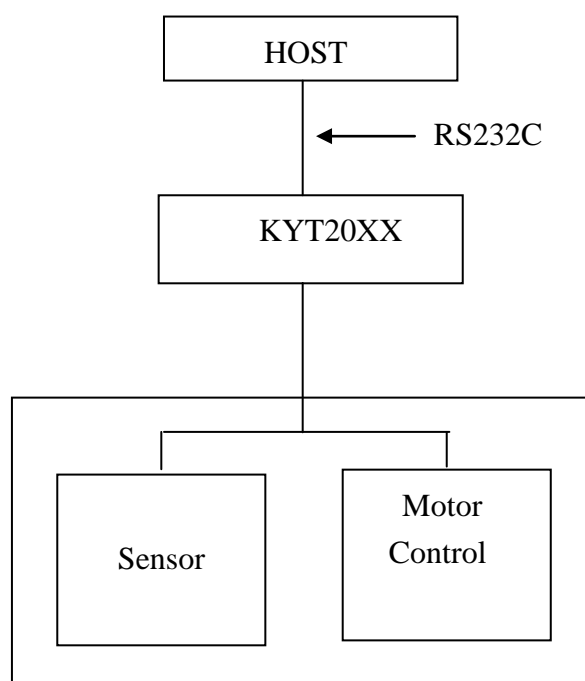 HOST
RS232C
KYT20XX
Sensor
Motor
Control